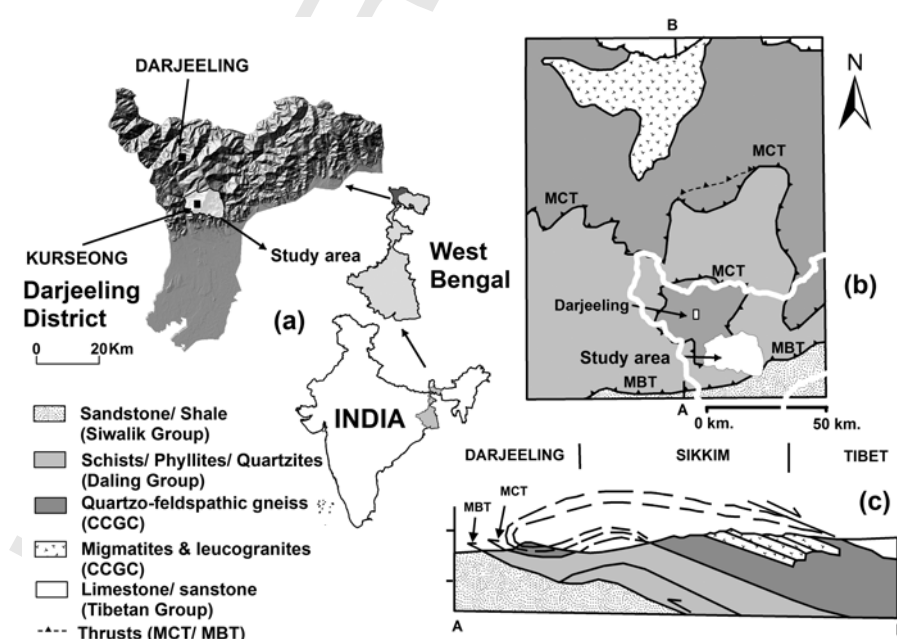 DARJEELING
KURSEONG
Study area
Darjeeling
District
0 20 Km
(a)
West
Bengal
INDIA
Sandstone/ Shale
(Siwalik Group)
Schists/ Phyllites/ Quartzites
(Daling Group)
Quartzo-feldspathic gneiss
(CCGC)
Migmatites & leucogranites
(CCGC)
Limestone/ sanstone
(Tibetan Group)
Thrusts (MCT/ MBT)
B
N
MCT
MCT
MCT
(b)
Darjeeling
Study area
MBT
MBT
A
0 km. 50 km.
DARJEELING SIKKIM TIBET
(c)
MBT
MCT
A